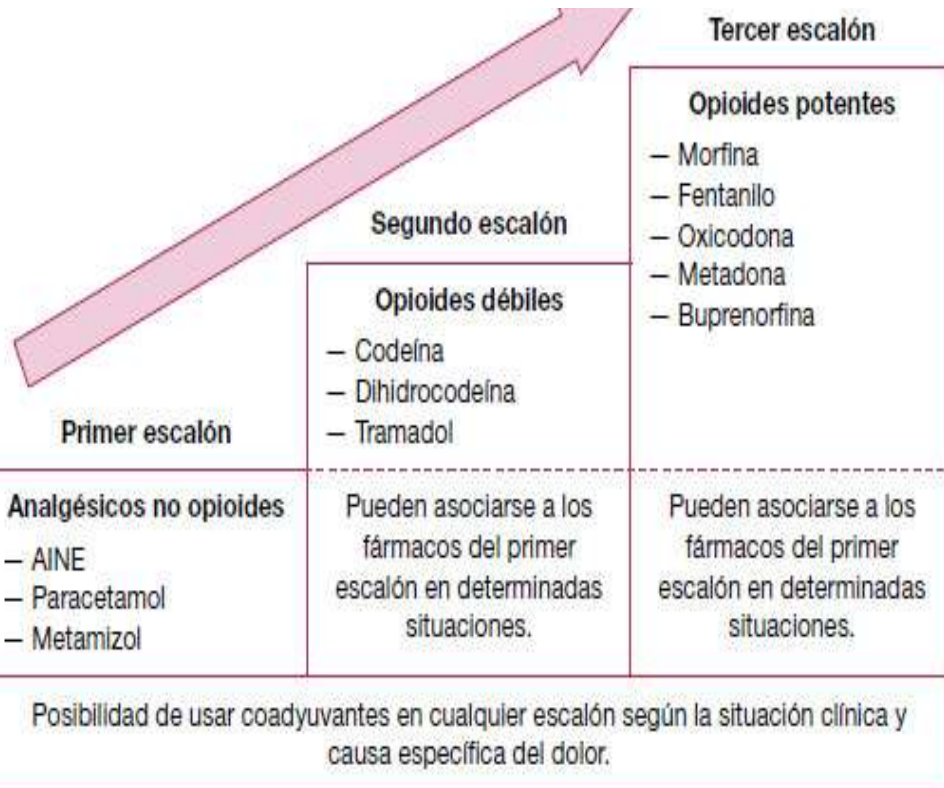 Tercer escalón
Opioides potentes
– Morfina
– Fentanilo
– Oxicodona
– Metadona
– Buprenorfina
Segundo escalón
Opioides débiles
– Codeína
– Dihidrocodeína
– Tramadol
Primer escalón
Analgésicos no opioides
– AINE
– Paracetamol
– Metamizol
Pueden asociarse a los
fármacos del primer
escalón en determinadas
situaciones.
Pueden asociarse a los
fármacos del primer
escalón en determinadas
situaciones.
Posibilidad de usar coadyuvantes en cualquier escalón según la situación clínica y
causa específica del dolor.